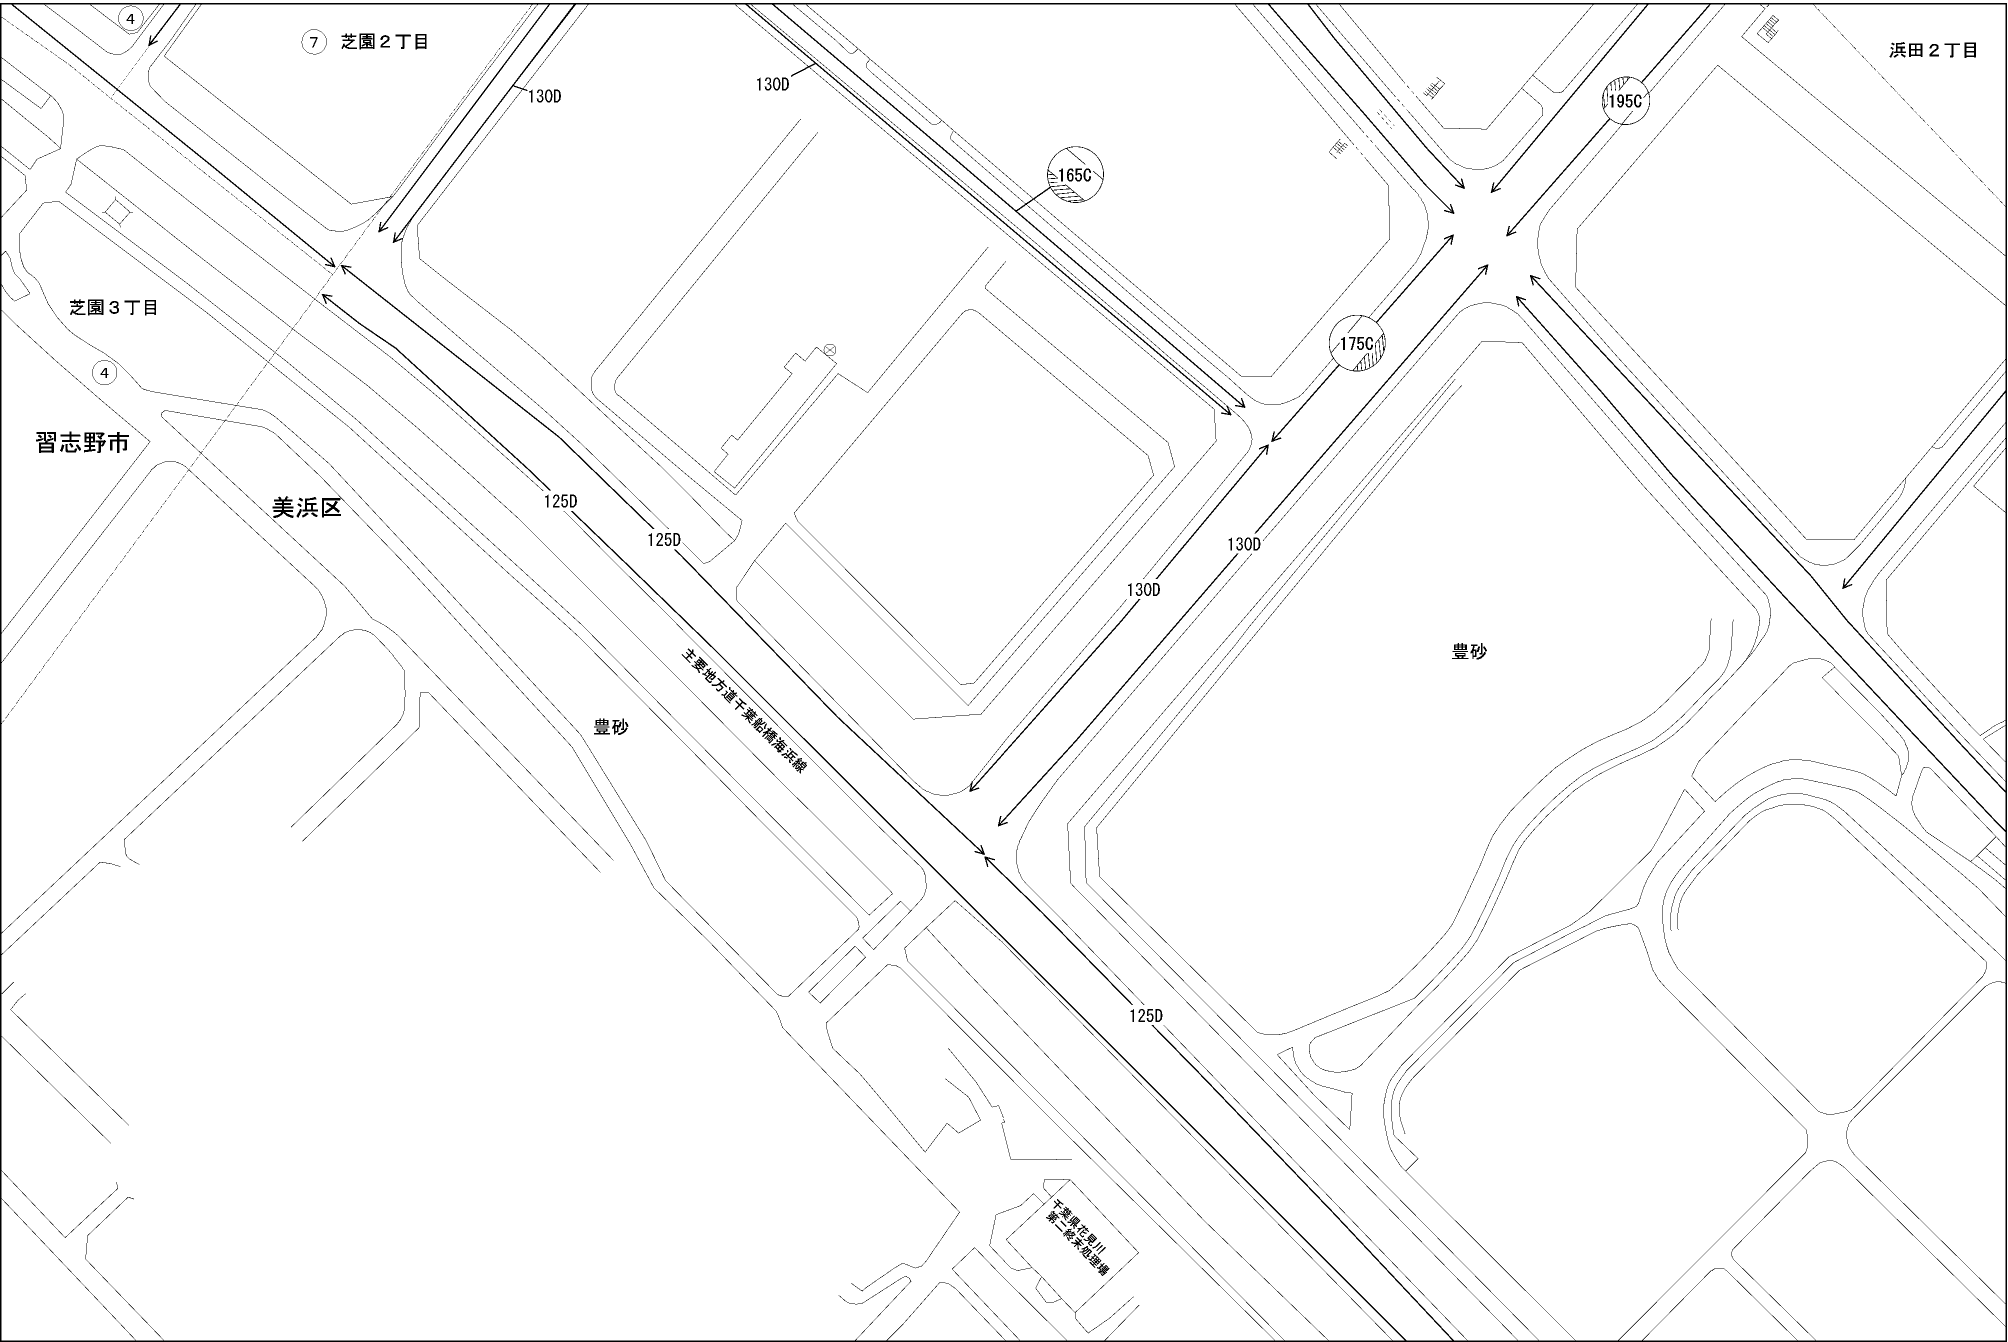 4
7 芝園２丁目
浜田２丁目
130D
130D
195C
165C
芝園３丁目
175C
4
習志野市
美浜区
125D
125D
130D
130D
豊砂
主要地方道千葉船橋海浜線
豊砂
125D
千葉県花見川
第二終末処理場